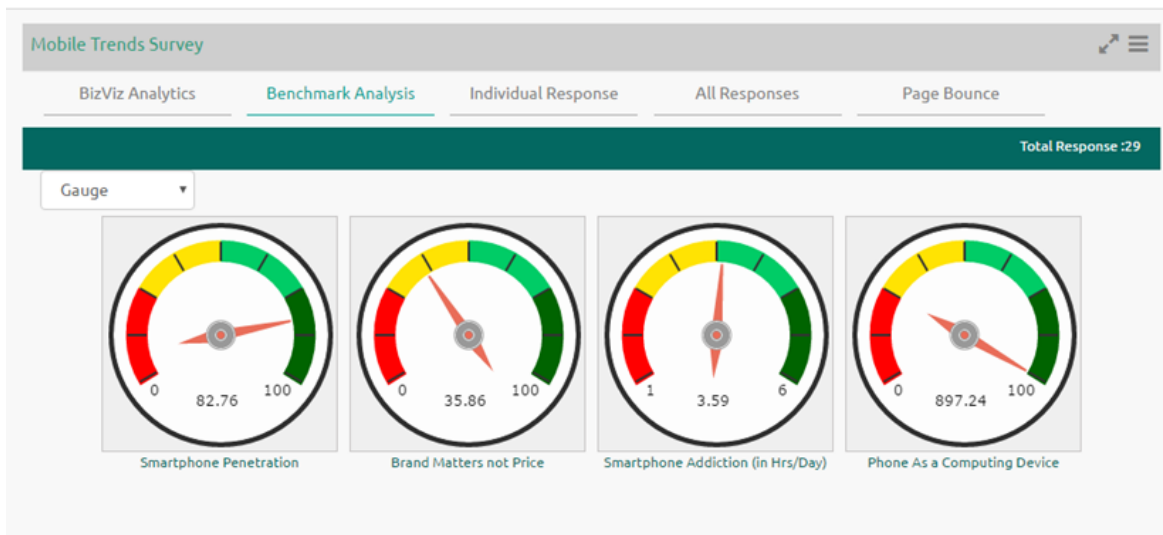 Mobile Trends Survey
BizViz Analytics Benchmark Analysis Individual Response All Responses Page Bounce
Total Response :29
Gauge
0 100 0 100 1 6 0 100
82.76 35.86 3.59 897.24
Smartphone Penetration Brand Matters not Price Smartphone Addiction (in Hrs/Day) Phone As a Computing Device